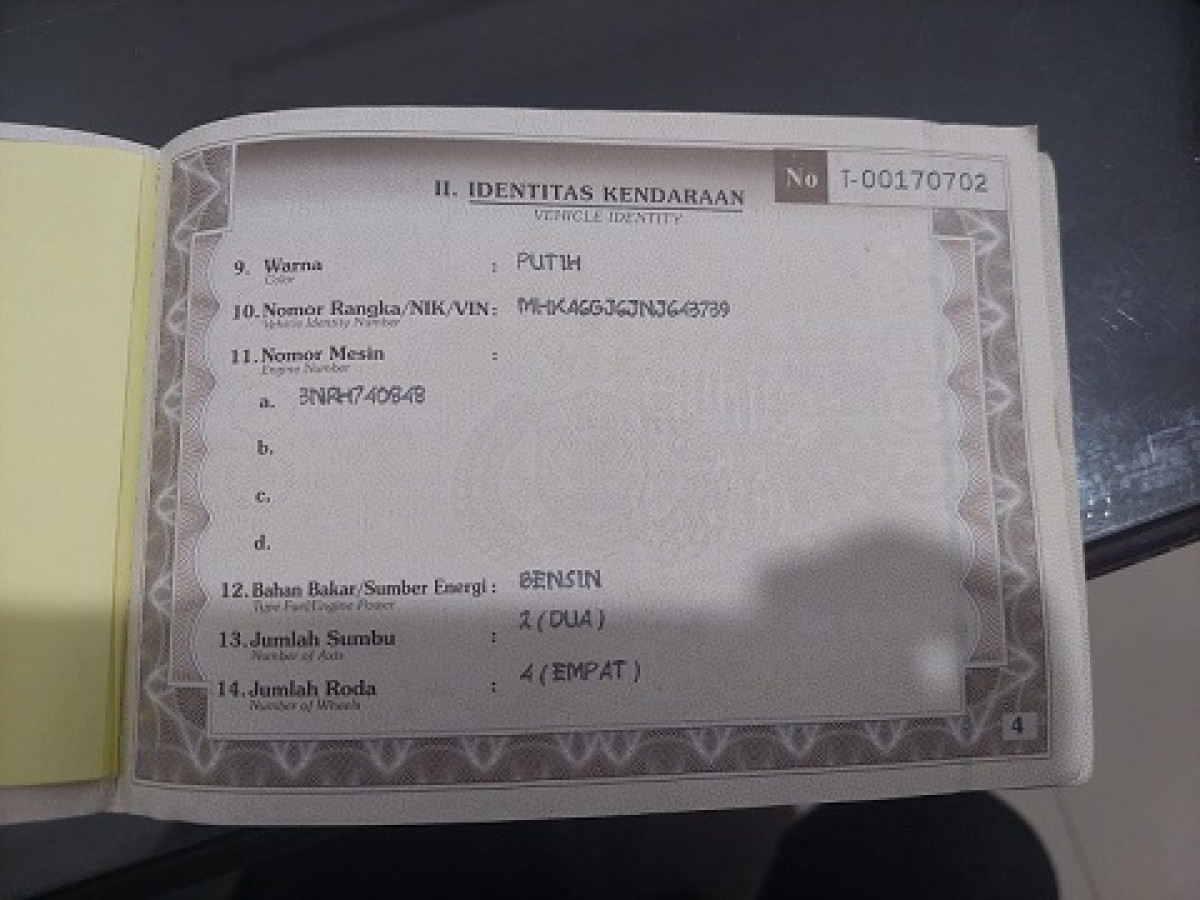 No T-00170702
II. IDENTITAS KENDARAAN
VEHICLE IDENTITY
9. Warna : PUTIH
Color
10. Nomor Rangka/NIK/VIN : MHKA6GJ6JNJ643739
Vehicle Identity Number
11. Nomor Mesin :
Engine Number
a. 3NRH740848
b.
c.
d.
12. Bahan Bakar/Sumber Energi : BENSIN
Type Fuel/Engine Power
13. Jumlah Sumbu : 2 (DUA)
Number of Axis
14. Jumlah Roda : 4 (EMPAT)
Number of Wheels
4